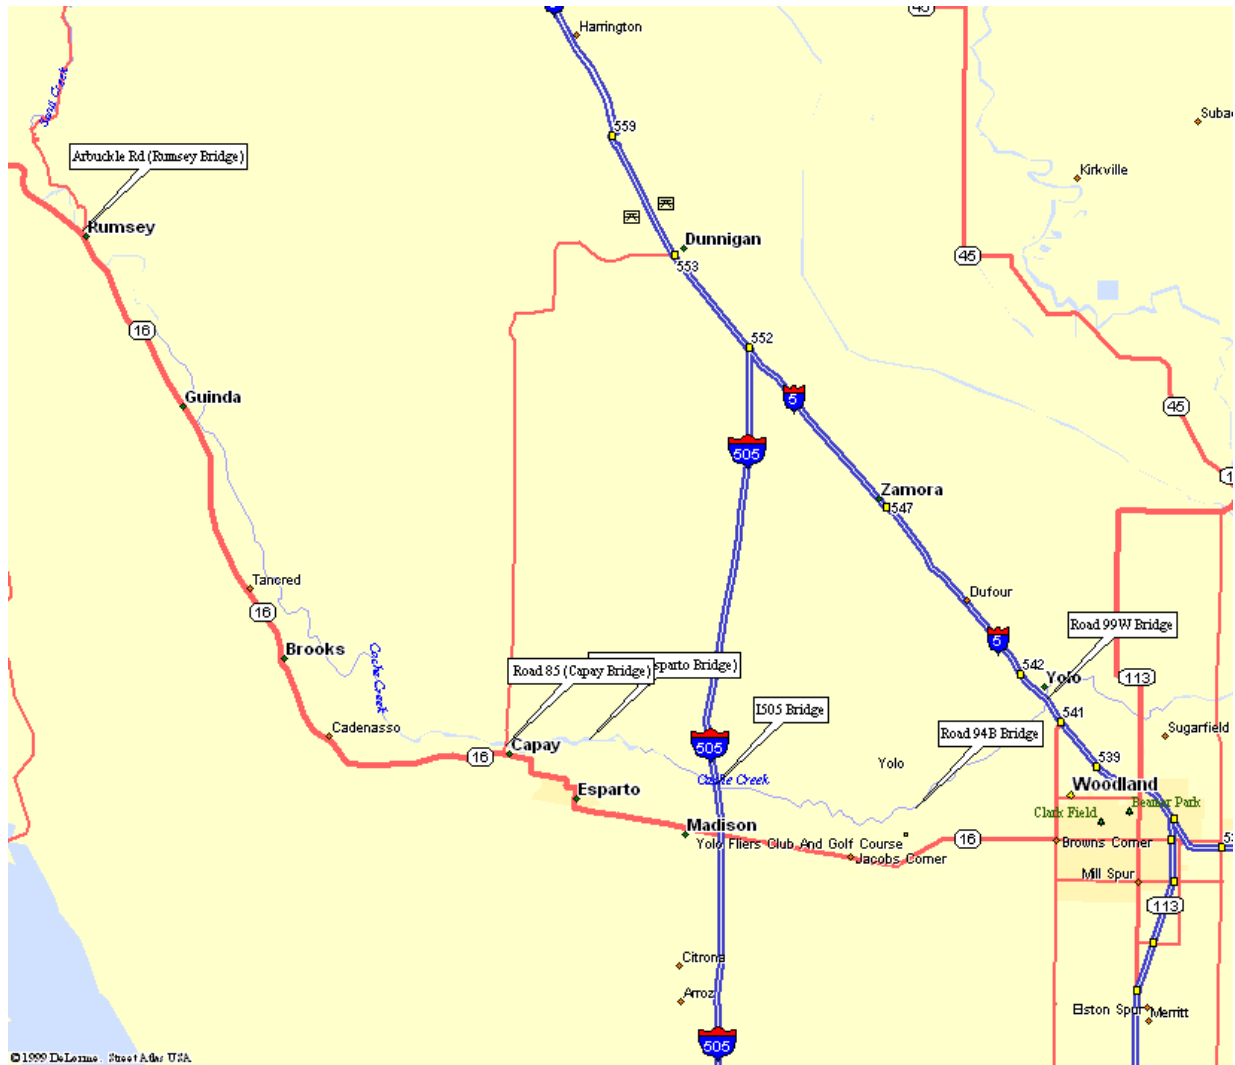 45
Harrington
559
Subac
Sand Creek
Arbuckle Rd (Rumsey Bridge)
Kirkville
Rumsey
Dunnigan
553
45
16
552
Guinda
5
45
505
Zamora
547
Tancred
Dufour
16
Road 99W Bridge
5
Brooks
542
Yolo
113
Cache Creek
Road 85 (Capay Bridge)
sparto Bridge)
I505 Bridge
541
Sugarfield
Cadenasso
Road 94B Bridge
16
Capay
505
Yolo
539
Cache Creek
Woodland
Esparto
Clark Field
Beamer Park
Madison
Yolo Fliers Club And Golf Course
16
Browns Corner
Jacobs Corner
Mill Spur
113
Citrona
Arroz
Elston Spur
Merritt
505
©1999 DeLorme. Street Atlas USA